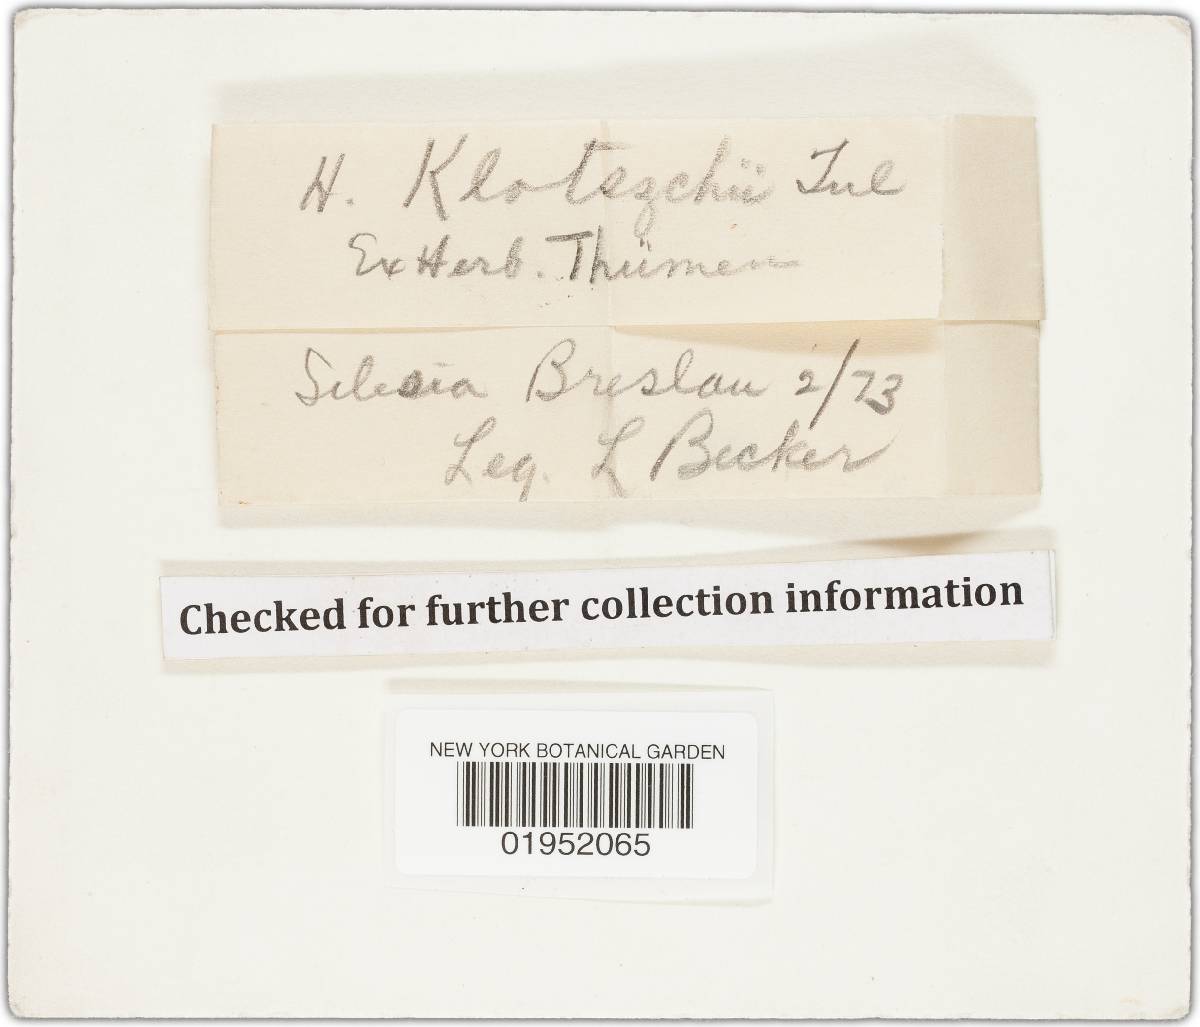 H. Klotszchii Tul
Ex Herb. Thümen
Silesia Breslau 2/73
Leg. L Becker
Checked for further collection information
NEW YORK BOTANICAL GARDEN
01952065